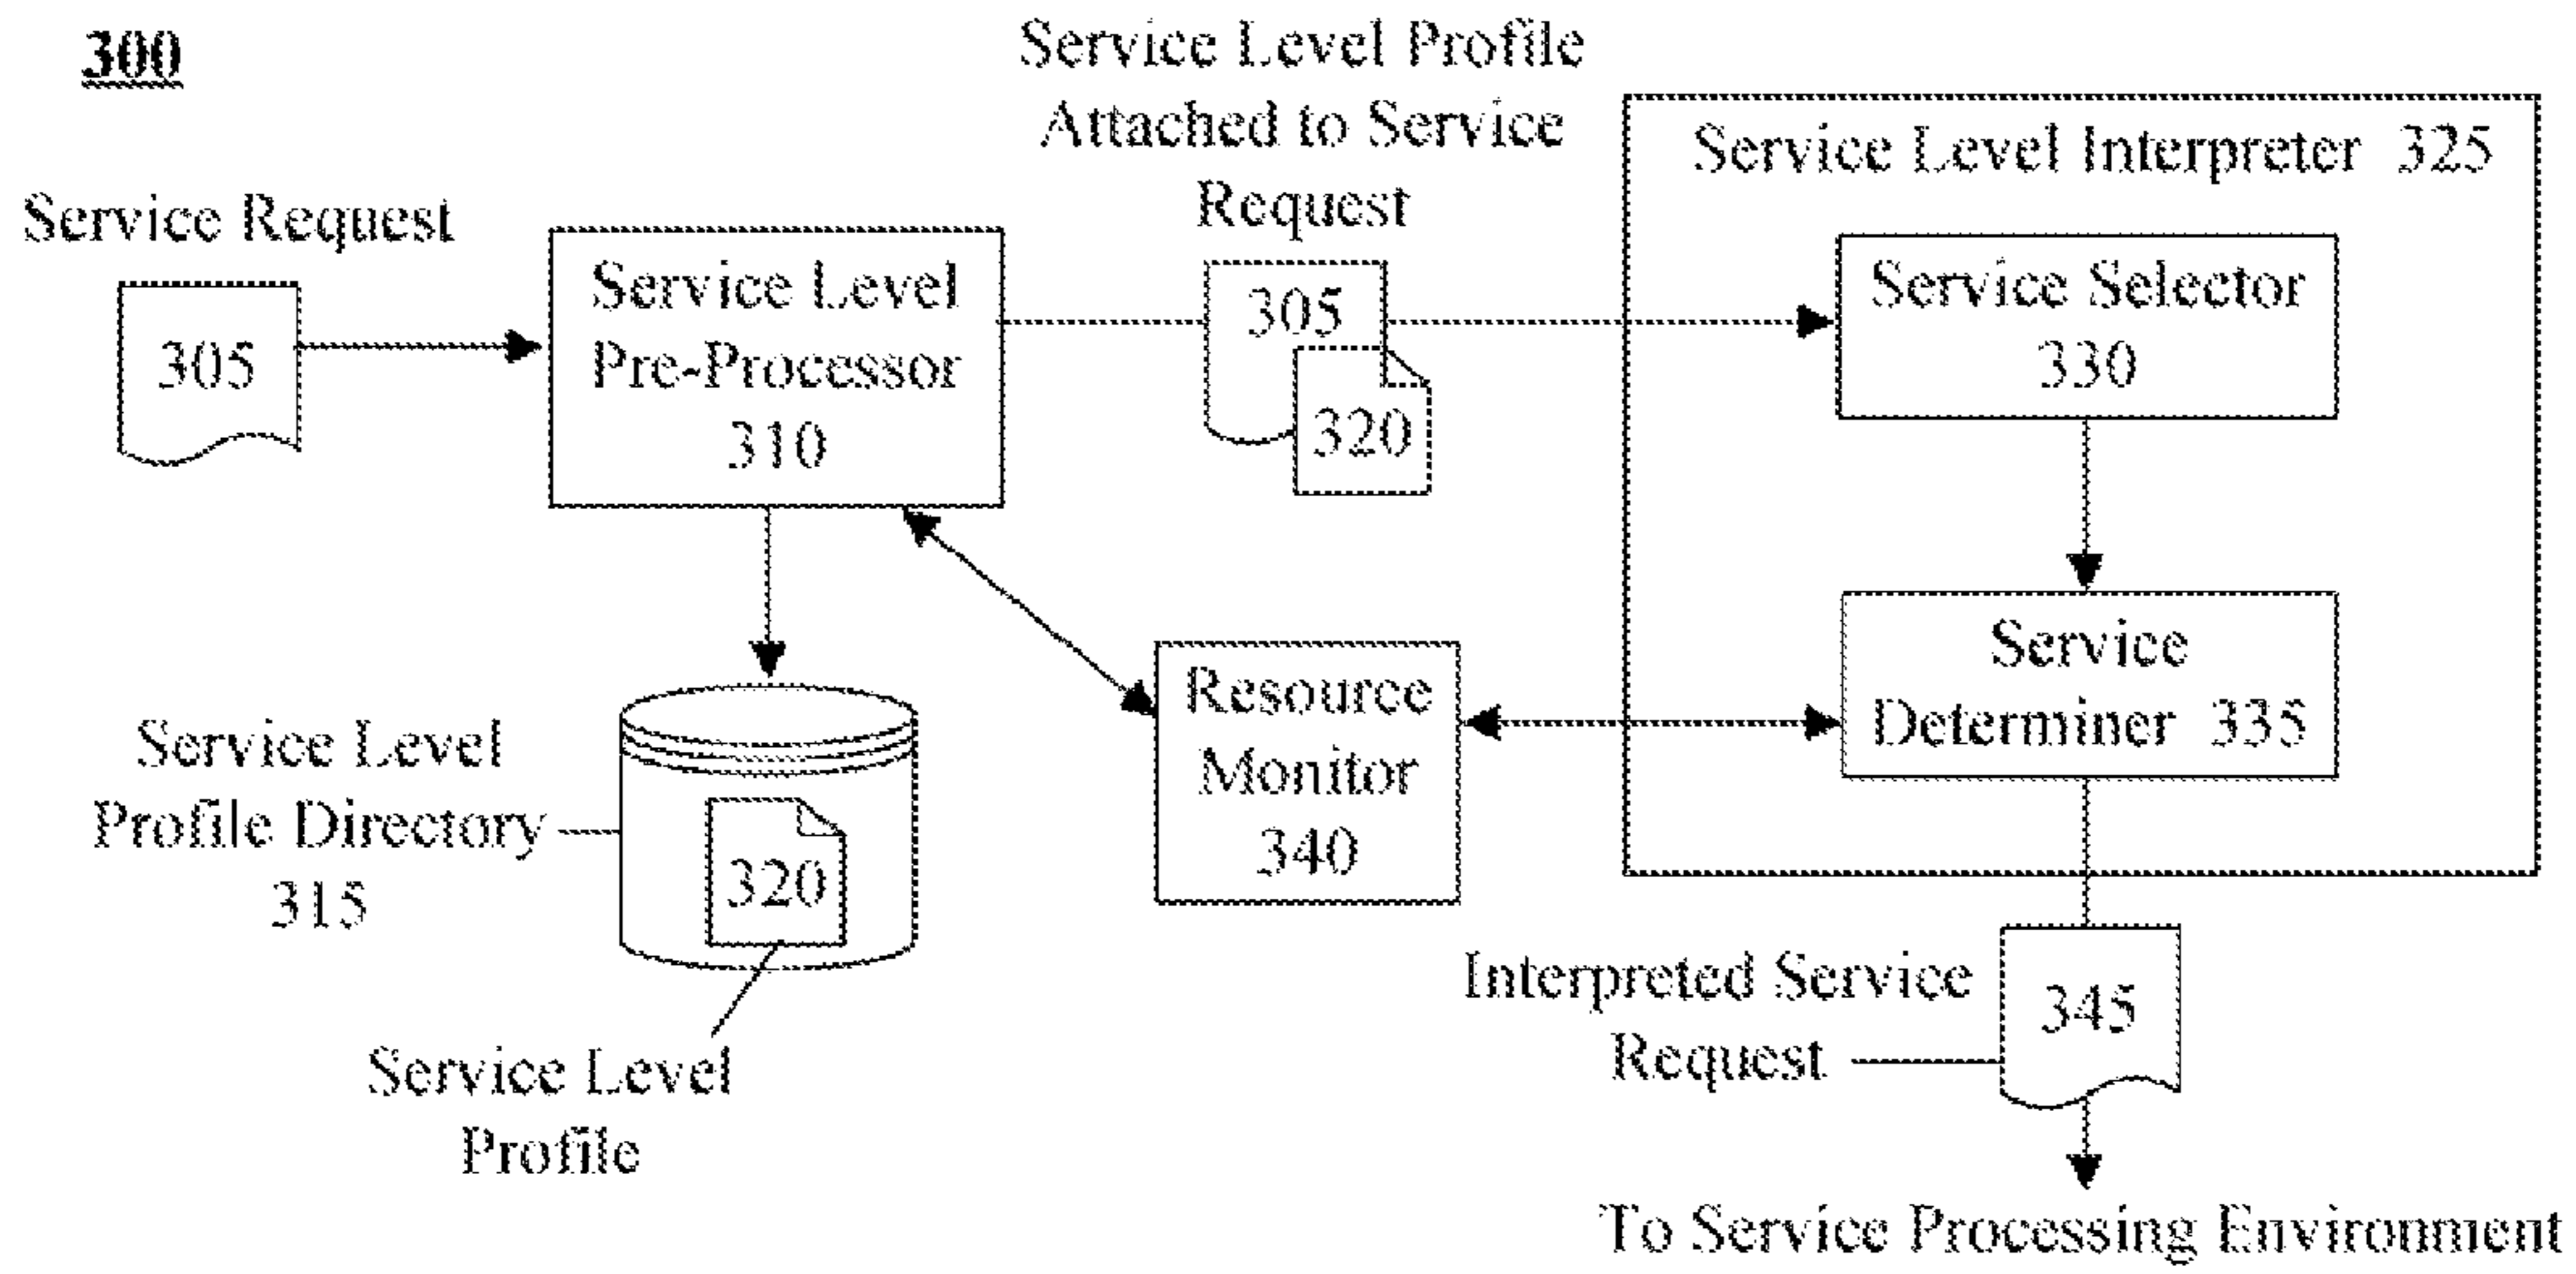 300
Service Level Profile
Attached to Service
Request
Service Request
305
Service Level
Pre-Processor
310
305
320
Service Level Interpreter 325
Service Selector
330
Service
Determiner 335
Resource
Monitor
340
Service Level
Profile Directory
315
320
Service Level
Profile
Interpreted Service
Request
345
To Service Processing Environment